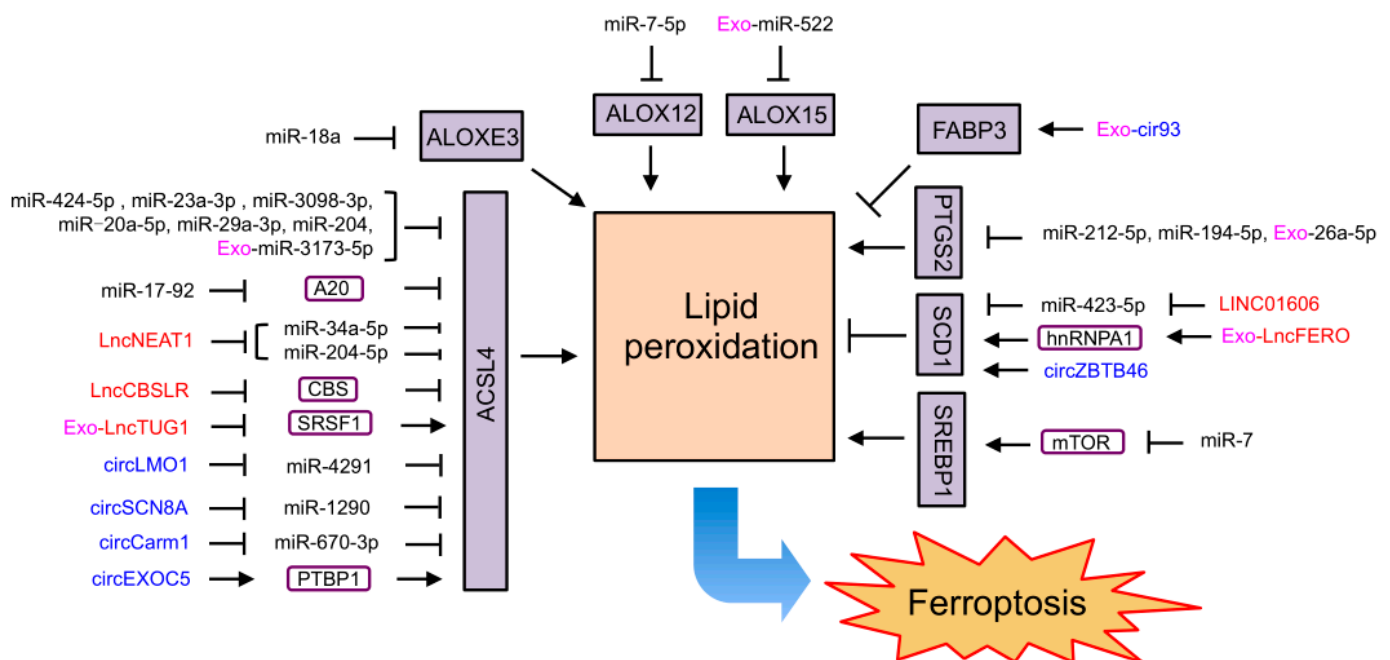 miR-7-5p
Exo-miR-522
ALOX12
ALOX15
miR-18a
ALOXE3
FABP3
Exo-cir93
miR-424-5p , miR-23a-3p , miR-3098-3p,
miR-20a-5p, miR-29a-3p, miR-204,
Exo-miR-3173-5p
PTGS2
miR-212-5p, miR-194-5p, Exo-26a-5p
miR-17-92
A20
LncNEAT1
miR-34a-5p
miR-204-5p
LncCBSLR
CBS
Exo-LncTUG1
SRSF1
circLMO1
miR-4291
circSCN8A
miR-1290
circCarm1
miR-670-3p
circEXOC5
PTBP1
ACSL4
Lipid
peroxidation
SCD1
miR-423-5p
LINC01606
hnRNPA1
Exo-LncFERO
circZBTB46
SREBP1
mTOR
miR-7
Ferroptosis